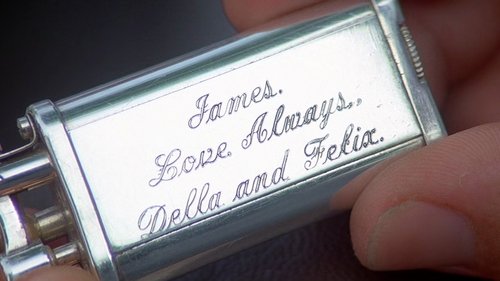 James.
Love Always,.
Della and Felix.